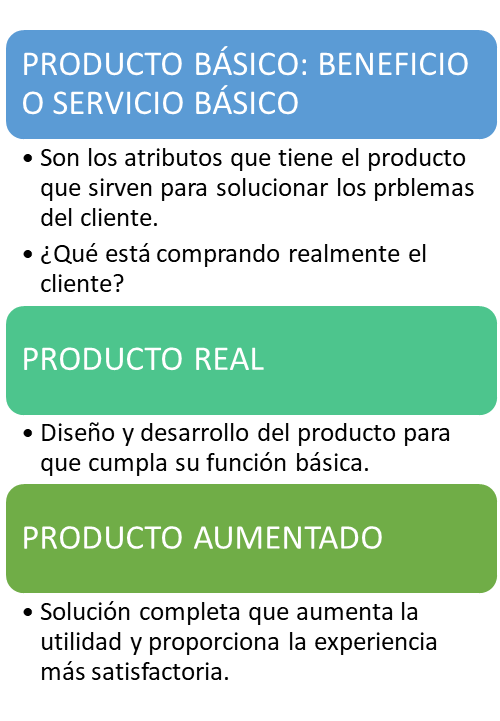 PRODUCTO BÁSICO: BENEFICIO
O SERVICIO BÁSICO
• Son los atributos que tiene el producto
que sirven para solucionar los prblemas
del cliente.
• ¿Qué está comprando realmente el
cliente?
PRODUCTO REAL
• Diseño y desarrollo del producto para
que cumpla su función básica.
PRODUCTO AUMENTADO
• Solución completa que aumenta la
utilidad y proporciona la experiencia
más satisfactoria.